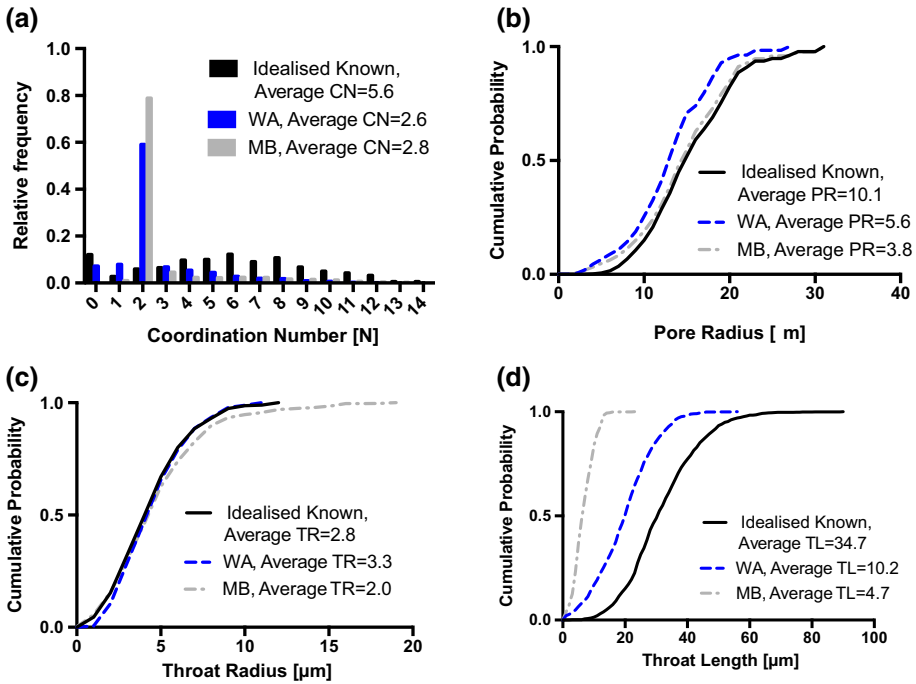 (a)
1.0
0.8
0.6
0.4
0.2
0.0
Relative frequency
Idealised Known,
Average CN=5.6
WA, Average CN=2.6
MB, Average CN=2.8
0 1 2 3 4 5 6 7 8 9 10 11 12 13 14
Coordination Number [N]
(b)
1.0
0.5
0.0
Cumulative Probability
Idealised Known,
Average PR=10.1
WA, Average PR=5.6
MB, Average PR=3.8
0 10 20 30 40
Pore Radius [ m]
(c)
1.0
0.5
0.0
Cumulative Probability
Idealised Known,
Average TR=2.8
WA, Average TR=3.3
MB, Average TR=2.0
0 5 10 15 20
Throat Radius [µm]
(d)
1.0
0.5
0.0
Cumulative Probability
Idealised Known,
Average TL=34.7
WA, Average TL=10.2
MB, Average TL=4.7
0 20 40 60 80 100
Throat Length [µm]